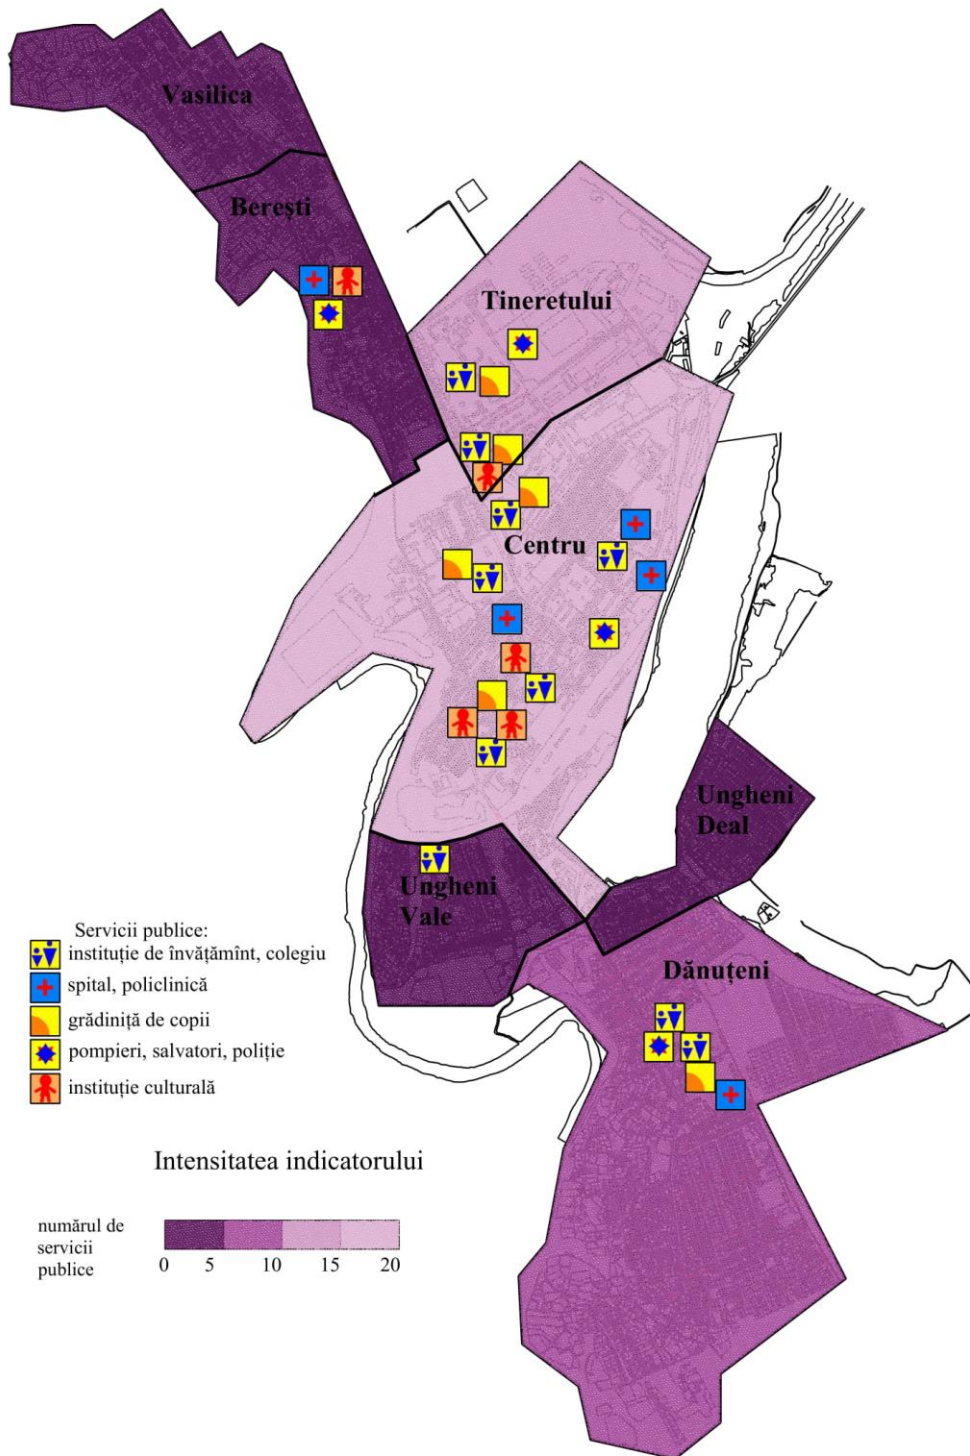 Vasilica
Berești
Tineretului
Centru
Ungheni
Deal
Ungheni
Vale
Dănuțeni
Servicii publice:
instituție de învățămînt, colegiu
spital, policlinică
grădiniță de copii
pompieri, salvatori, poliție
instituție culturală
Intensitatea indicatorului
numărul de
servicii
publice
0 5 10 15 20